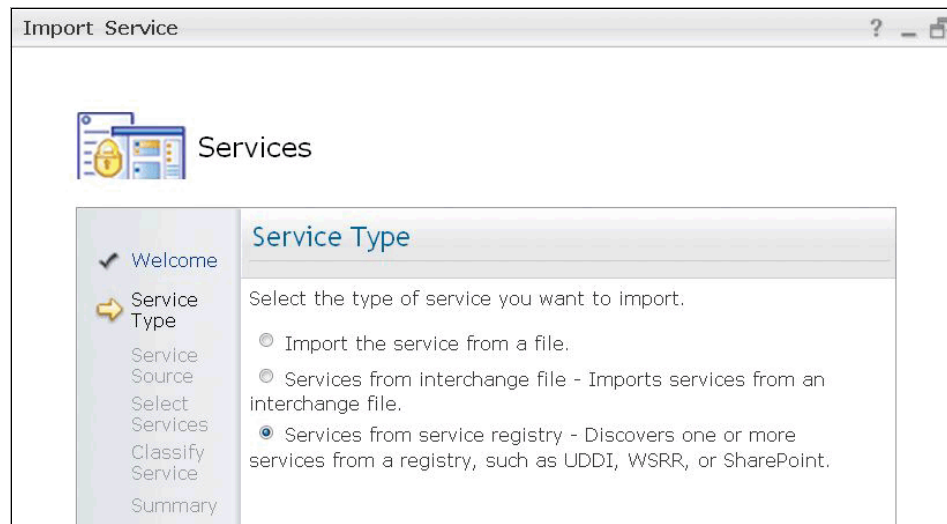 Import Service
?
Services
Welcome
Service
Type
Service
Source
Select
Services
Classify
Service
Summary
Service Type
Select the type of service you want to import.
Import the service from a file.
Services from interchange file - Imports services from an
interchange file.
Services from service registry - Discovers one or more
services from a registry, such as UDDI, WSRR, or SharePoint.